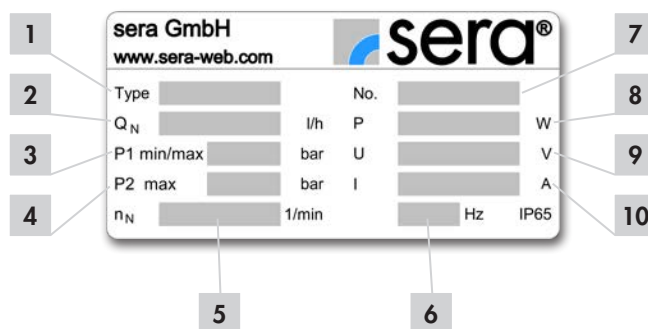 sera GmbH
www.sera-web.com
sera®
1
2
3
4
5
6
7
8
9
10
Type
No.
Q N l/h
P W
P1 min/max bar
U V
P2 max bar
I A
n N 1/min
Hz IP65